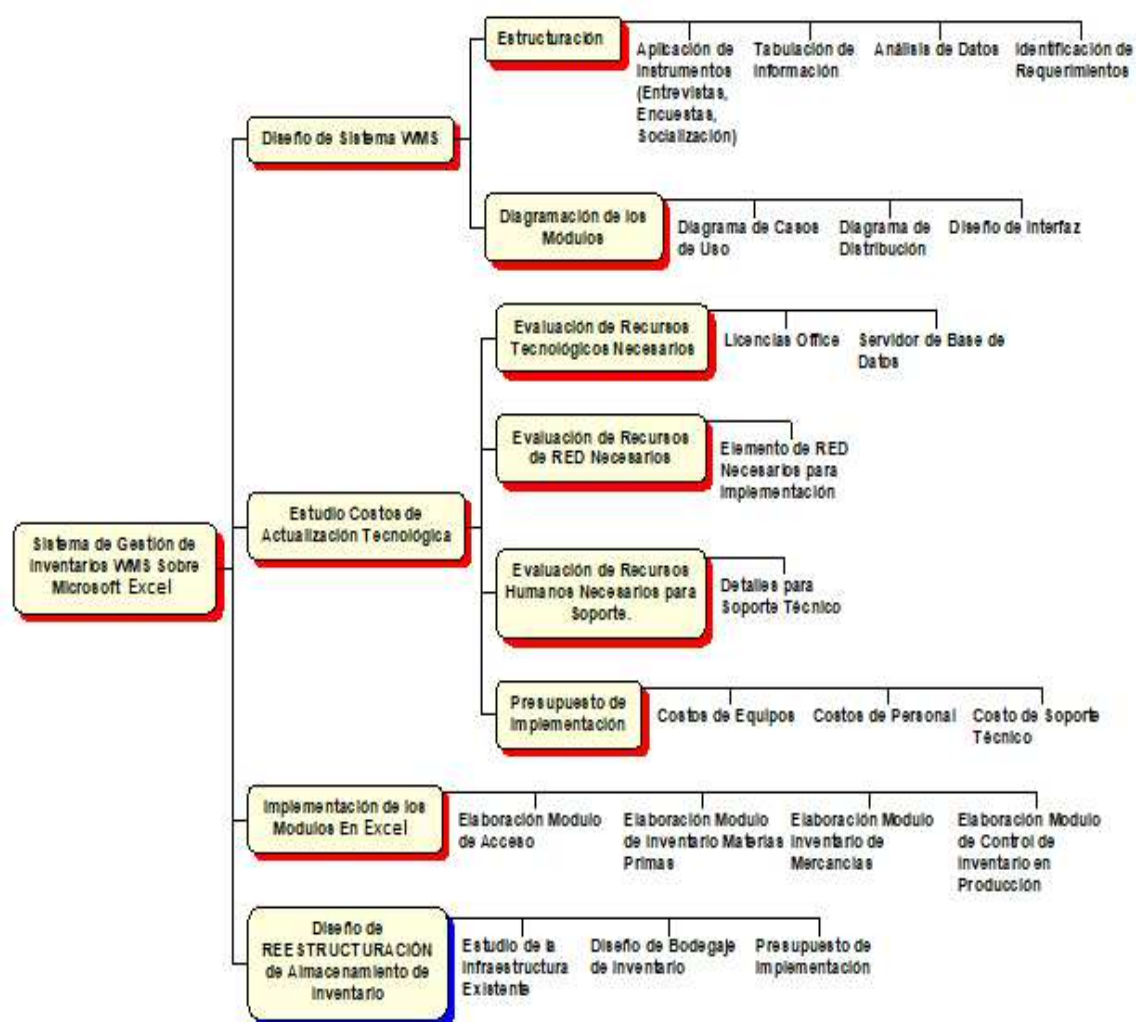 Estructuración
Aplicación de
Instrumentos
(Entrevistas,
Encuestas,
Socialización)
Tabulación de
Información
Análisis de Datos
Identificación de
Requerimientos
Diseño de Sistema WMS
Diagramación de los
Módulos
Diagrama de Casos
de Uso
Diagrama de
Distribución
Diseño de Interfaz
Evaluación de Recursos
Tecnológicos Necesarios
Licencias Office
Servidor de Base de
Datos
Evaluación de Recursos
de RED Necesarios
Elemento de RED
Necesarios para
Implementación
Estudio Costos de
Actualización Tecnológica
Sistema de Gestión de
Inventarios WMS Sobre
Microsoft Excel
Evaluación de Recursos
Humanos Necesarios para
Soporte.
Detalles para
Soporte Técnico
Presupuesto de
Implementación
Costos de Equipos
Costos de Personal
Costo de Soporte
Técnico
Implementación de los
Modulos En Excel
Elaboración Modulo
de Acceso
Elaboración Modulo
de Inventario Materias
Primas
Elaboración Modulo
Inventario de
Mercancias
Elaboración Modulo
de Control de
Inventario en
Producción
Diseño de
REESTRUCTURACIÓN
de Almacenamiento de
Inventario
Estudio de la
Infraestructura
Existente
Diseño de Bodegaje
de Inventario
Presupuesto de
Implementación